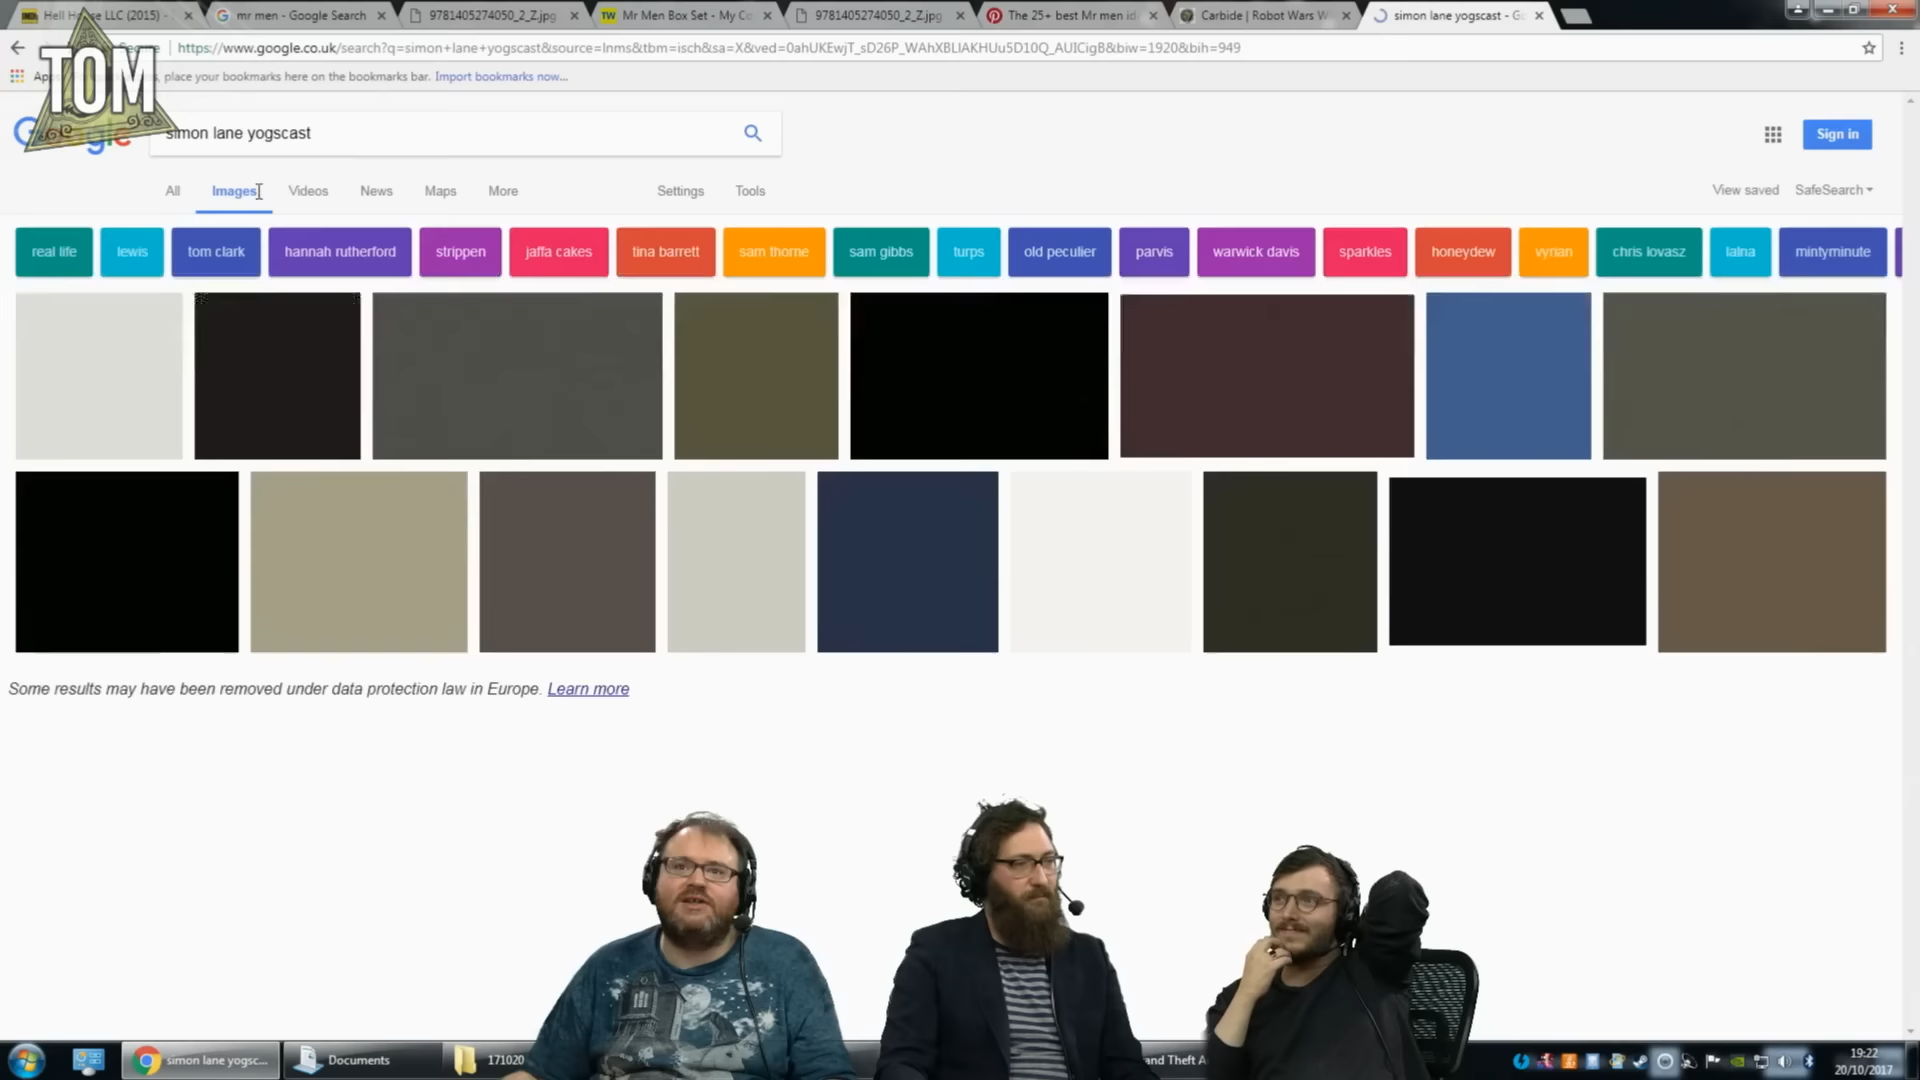 Hell House LLC (2015) -
mr men - Google Search
9781405274050_2_Z.jpg
TW Mr Men Box Set - My Co
9781405274050_2_Z.jpg
The 25+ best Mr men id
Carbide | Robot Wars W
simon lane yogscast - G
https://www.google.co.uk/search?q=simon+lane+yogscast&source=lnms&tbm=isch&sa=X&ved=0ahUKEwjT_sD26P_WAhXBLIAKHUu5D10Q_AUICigB&biw=1920&bih=949
place your bookmarks here on the bookmarks bar. Import bookmarks now...
TOM
simon lane yogscast
Sign in
All Images Videos News Maps More Settings Tools View saved SafeSearch
real life lewis tom clark hannah rutherford strippen jaffa cakes tina barrett sam thorne sam gibbs turps old peculier parvis warwick davis sparkles honeydew vyrian chris lovasz lalna mintyminute
Some results may have been removed under data protection law in Europe. Learn more
simon lane yogsc...
Documents
171020
and Theft A
19:22
20/10/2017